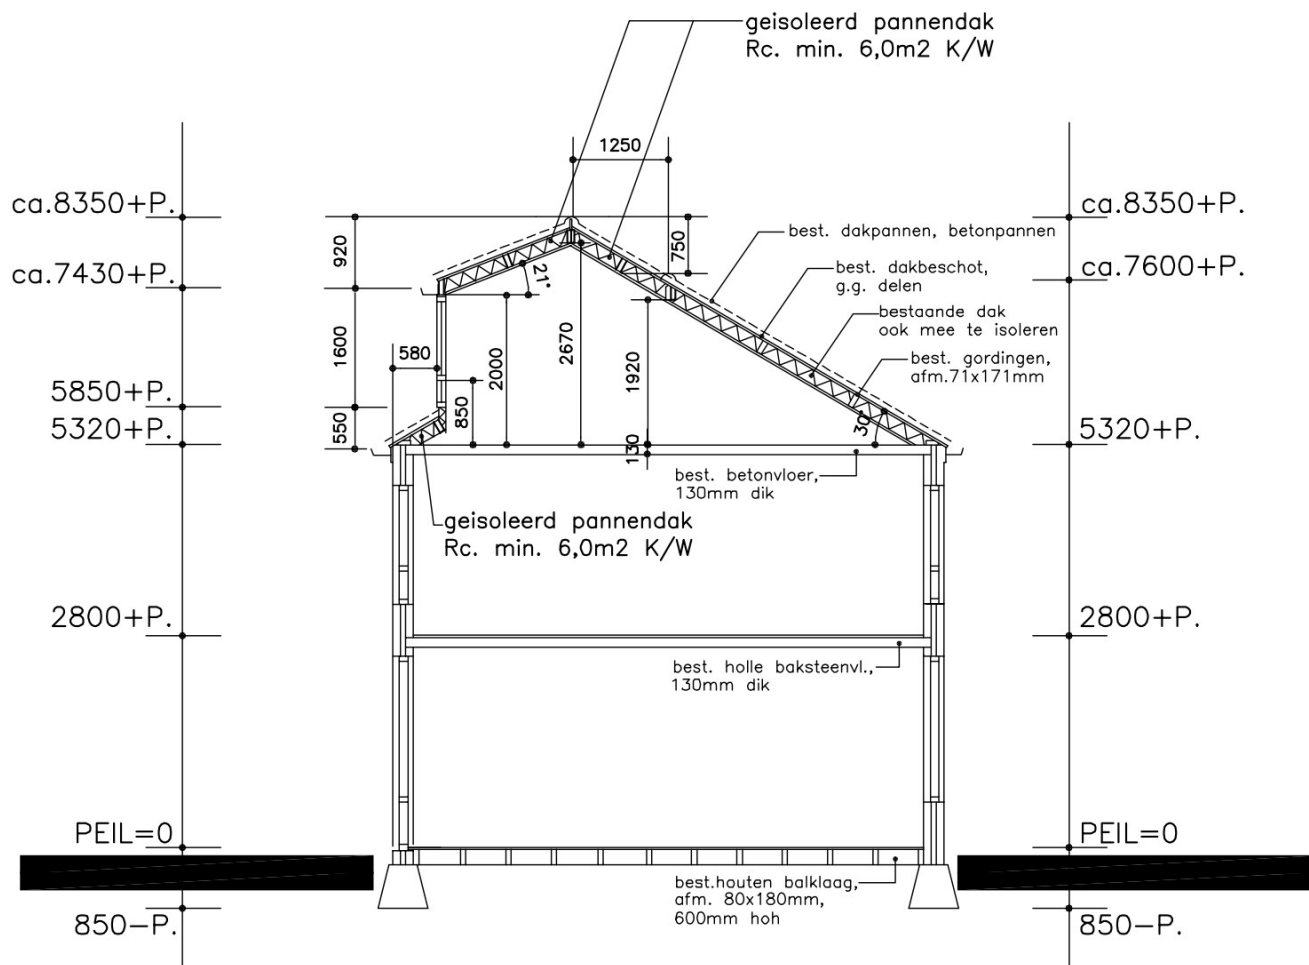 geisoleerd pannendak
Rc. min. 6,0m2 K/W
1250
ca.8350+P.
ca.8350+P.
920
750
best. dakpannen, betonpannen
ca.7430+P.
ca.7600+P.
21°
best. dakbeschot,
g.g. delen
bestaande dak
ook mee te isoleren
1600
580
2000
2670
1920
best. gordingen,
afm.71x171mm
5850+P.
850
30°
5320+P.
550
130
5320+P.
best. betonvloer,
130mm dik
geisoleerd pannendak
Rc. min. 6,0m2 K/W
2800+P.
2800+P.
best. holle baksteenvl.,
130mm dik
PEIL=0
PEIL=0
best.houten balklaag,
afm. 80x180mm,
600mm hoh
850-P.
850-P.